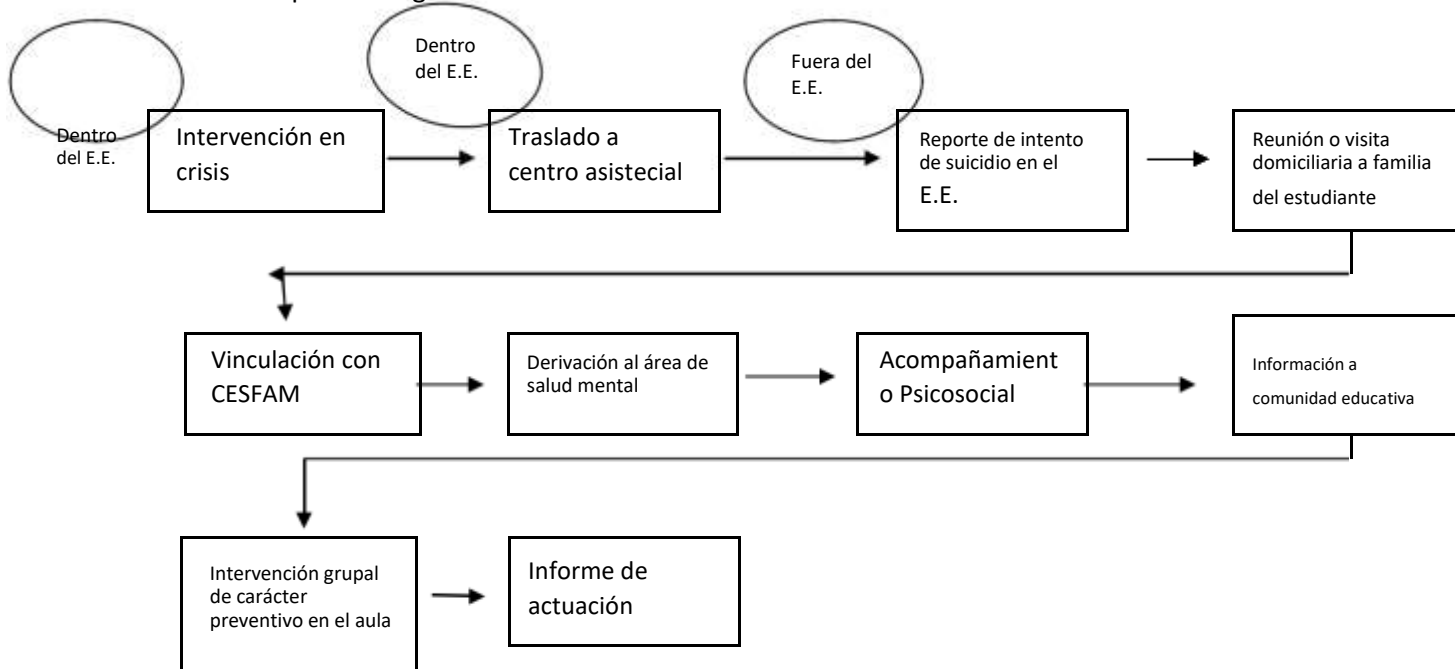 Dentro
del E.E.
Intervención en
crisis
Dentro
del E.E.
Traslado a
centro asistecial
Fuera del
E.E.
Reporte de intento
de suicidio en el
E.E.
Reunión o visita
domiciliaria a familia
del estudiante
Vinculación con
CESFAM
Derivación al área de
salud mental
Acompañamient
o Psicosocial
Información a
comunidad educativa
Intervención grupal
de carácter
preventivo en el aula
Informe de
actuación